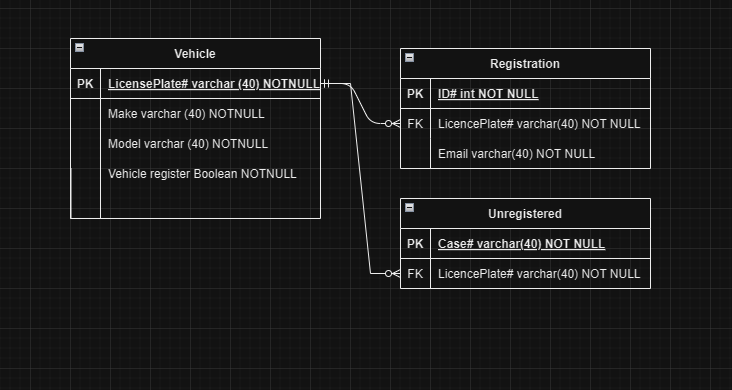 Vehicle
PK LicensePlate# varchar (40) NOTNULL
Make varchar (40) NOTNULL
Model varchar (40) NOTNULL
Vehicle register Boolean NOTNULL
Registration
PK ID# int NOT NULL
FK LicencePlate# varchar(40) NOT NULL
Email varchar(40) NOT NULL
Unregistered
PK Case# varchar(40) NOT NULL
FK LicencePlate# varchar(40) NOT NULL